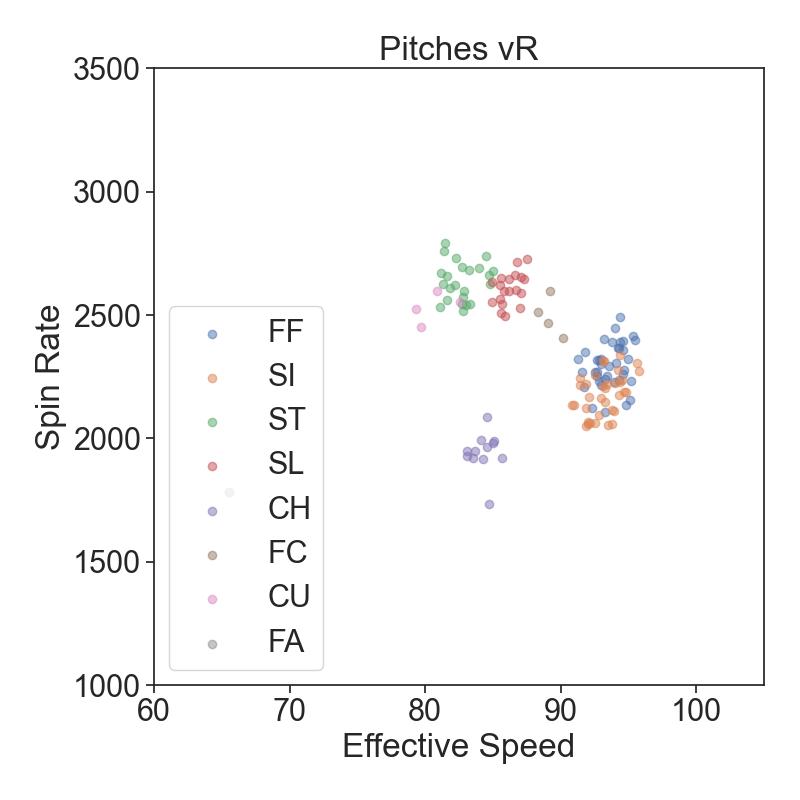 Pitches vR
3500
3000
2500
2000
1500
1000
Spin Rate
FF
SI
ST
SL
CH
FC
CU
FA
60 70 80 90 100
Effective Speed